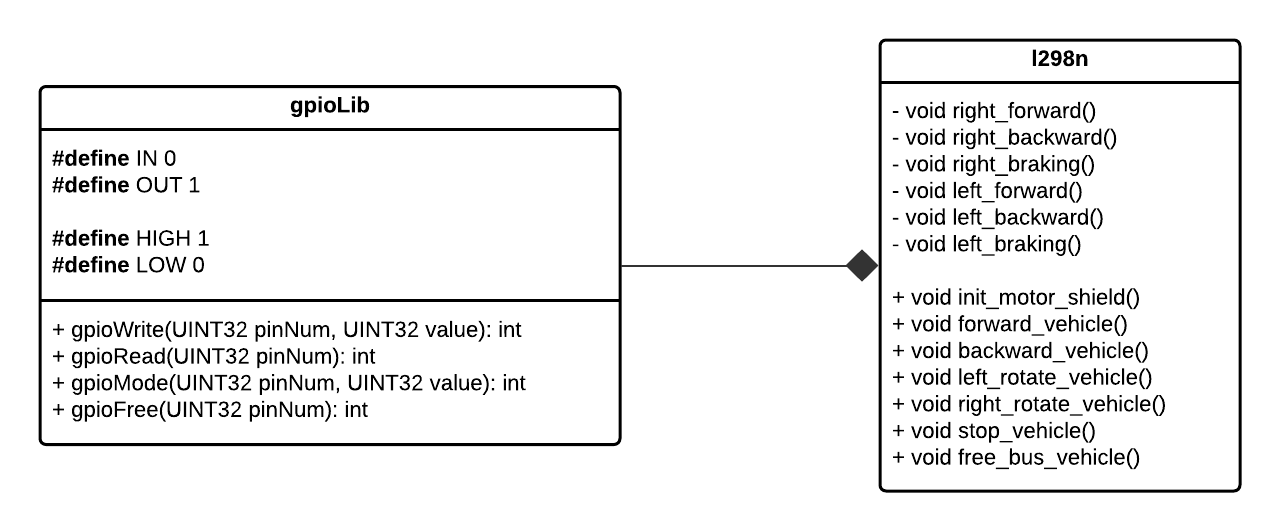 gpioLib
#define IN 0
#define OUT 1
#define HIGH 1
#define LOW 0
+ gpioWrite(UINT32 pinNum, UINT32 value): int
+ gpioRead(UINT32 pinNum): int
+ gpioMode(UINT32 pinNum, UINT32 value): int
+ gpioFree(UINT32 pinNum): int
l298n
- void right_forward()
- void right_backward()
- void right_braking()
- void left_forward()
- void left_backward()
- void left_braking()
+ void init_motor_shield()
+ void forward_vehicle()
+ void backward_vehicle()
+ void left_rotate_vehicle()
+ void right_rotate_vehicle()
+ void stop_vehicle()
+ void free_bus_vehicle()